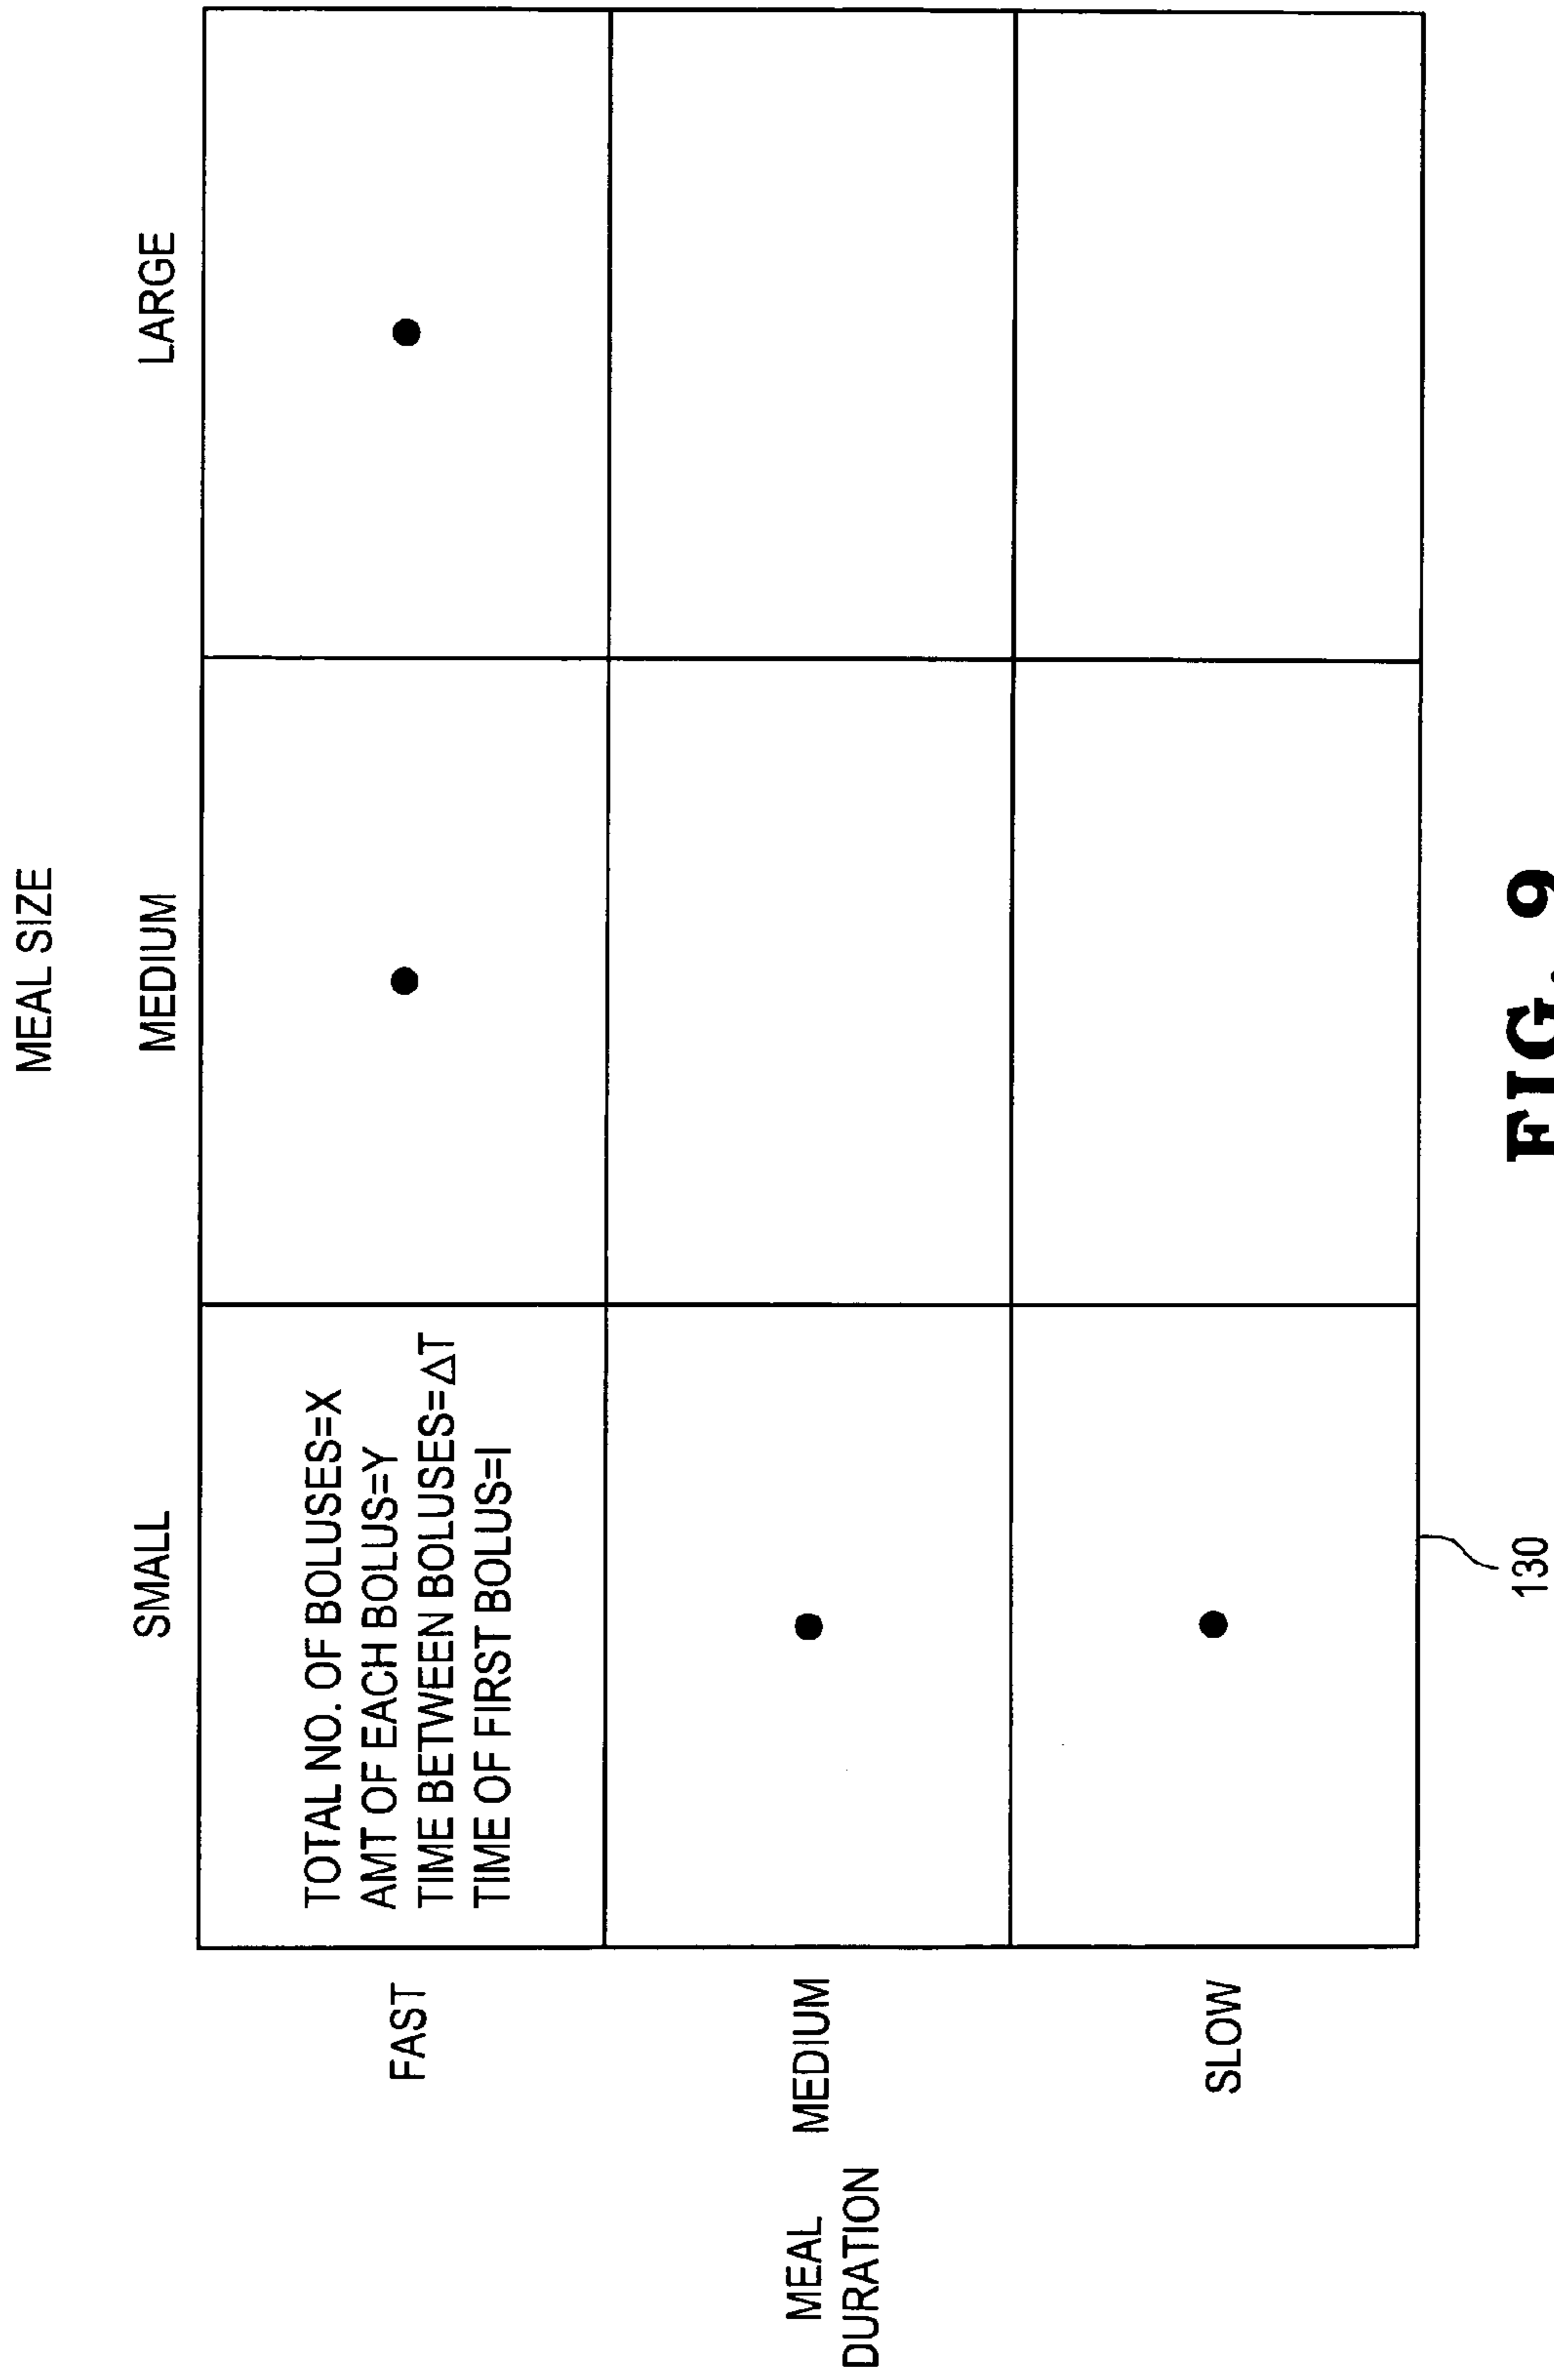 MEAL SIZE
SMALL
MEDIUM
LARGE
FAST
TOTAL NO. OF BOLUSES=X
AMT OF EACH BOLUS=Y
TIME BETWEEN BOLUSES=ΔT
TIME OF FIRST BOLUS=I
MEAL
DURATION
MEDIUM
SLOW
130
FIG. 9